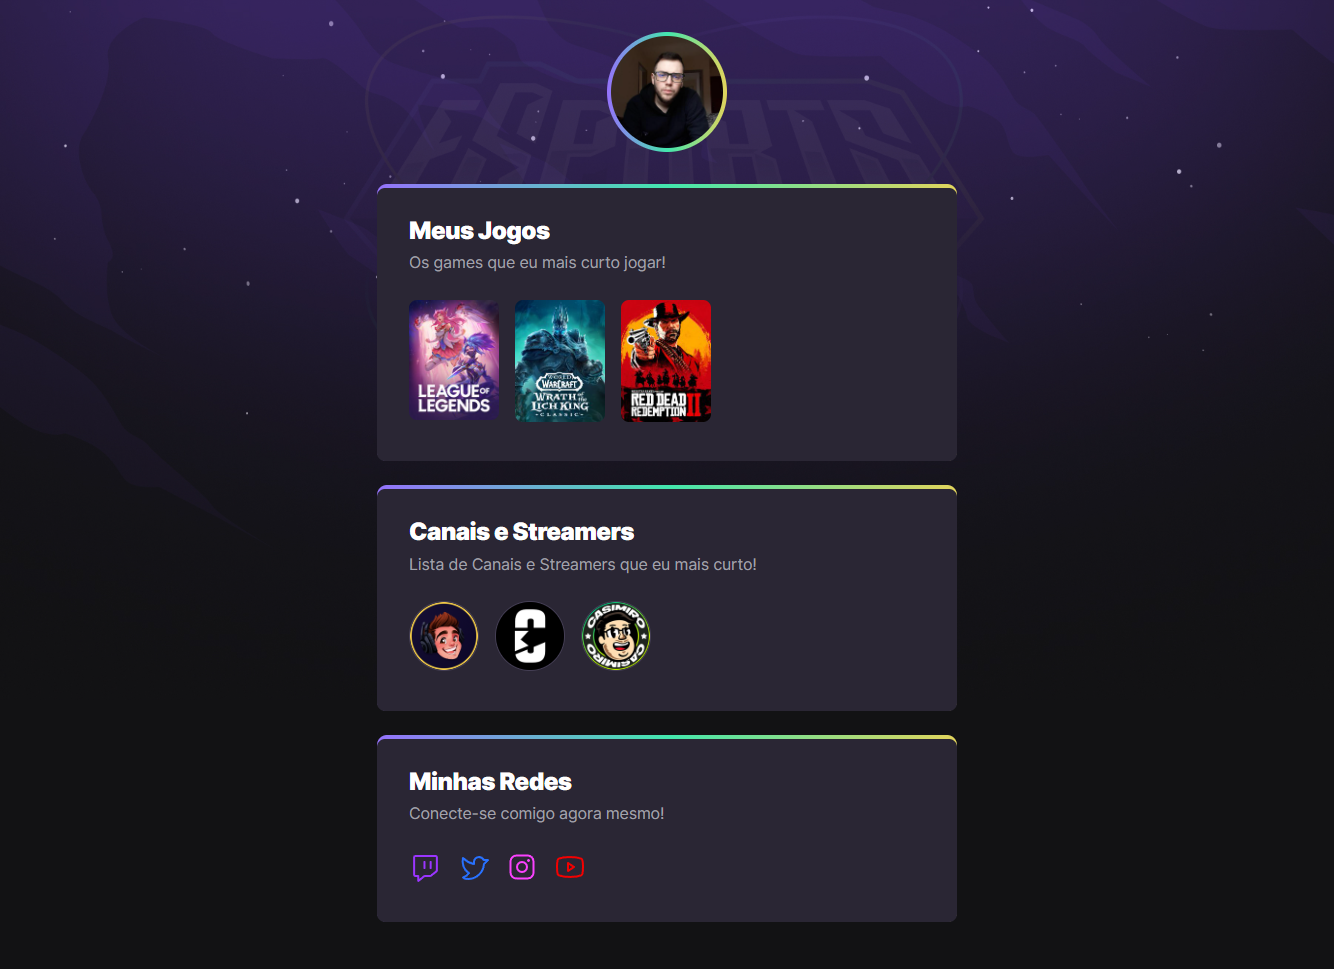 ESPORTS
Meus Jogos
Os games que eu mais curto jogar!
LEAGUE OF
LEGENDS
WORLD
WARCRAFT
WRATH of the
LICH KING
CLASSIC
RED DEAD
REDEMPTION II
Canais e Streamers
Lista de Canais e Streamers que eu mais curto!
CASIMIRO
CASIMIRO
Minhas Redes
Conecte-se comigo agora mesmo!